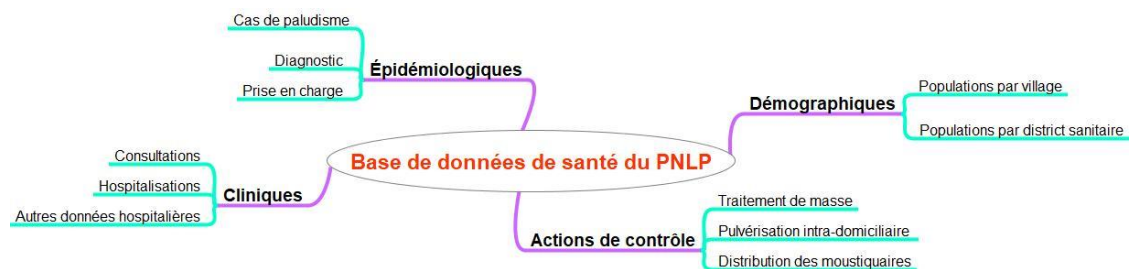 Cas de paludisme
Diagnostic
Prise en charge
Épidémiologiques
Démographiques
Populations par village
Populations par district sanitaire
Base de données de santé du PNLP
Consultations
Hospitalisations
Autres données hospitalières
Cliniques
Actions de contrôle
Traitement de masse
Pulvérisation intra-domiciliaire
Distribution des moustiquaires